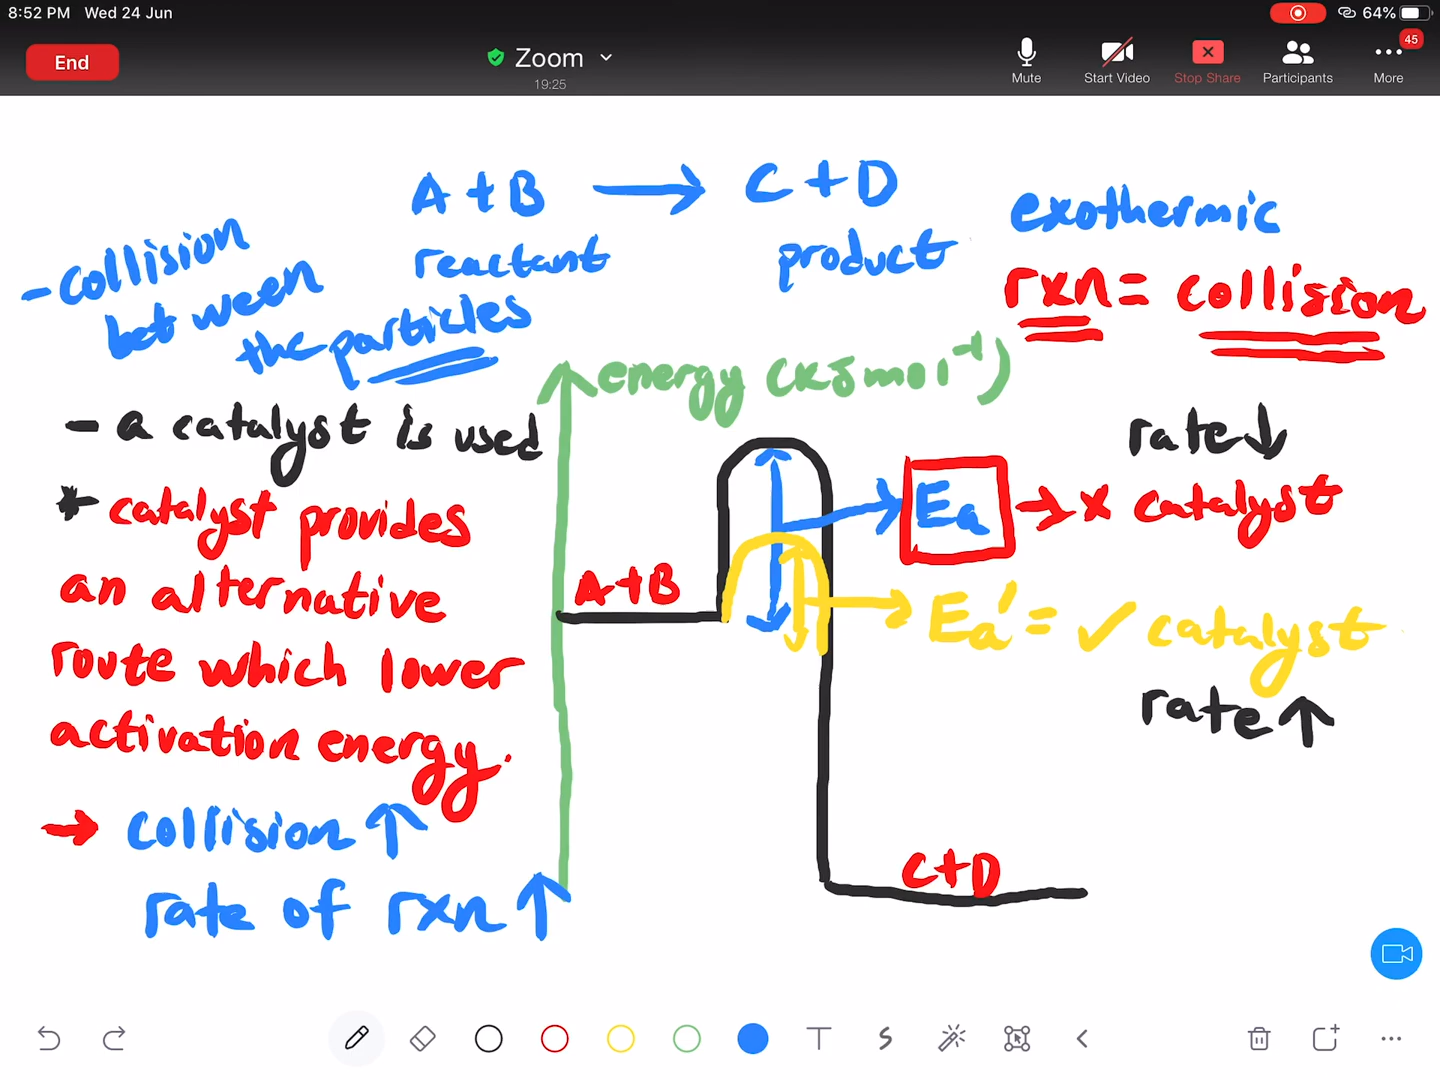 8:52 PM Wed 24 Jun
64%
End
Zoom
19:25
Mute
Start Video
Stop Share
Participants
More
45
A + B → C + D
reactant
product
exothermic
rxn = collision
- collision
between
the particles
energy (kJmol⁻¹)
- a catalyst is used
* catalyst provides
an alternative
route which lower
activation energy.
→ collision ↑
rate of rxn ↑
rate ↓
Ea → x catalyst
A+B
Ea' = ✓ catalyst
rate ↑
C+D
T